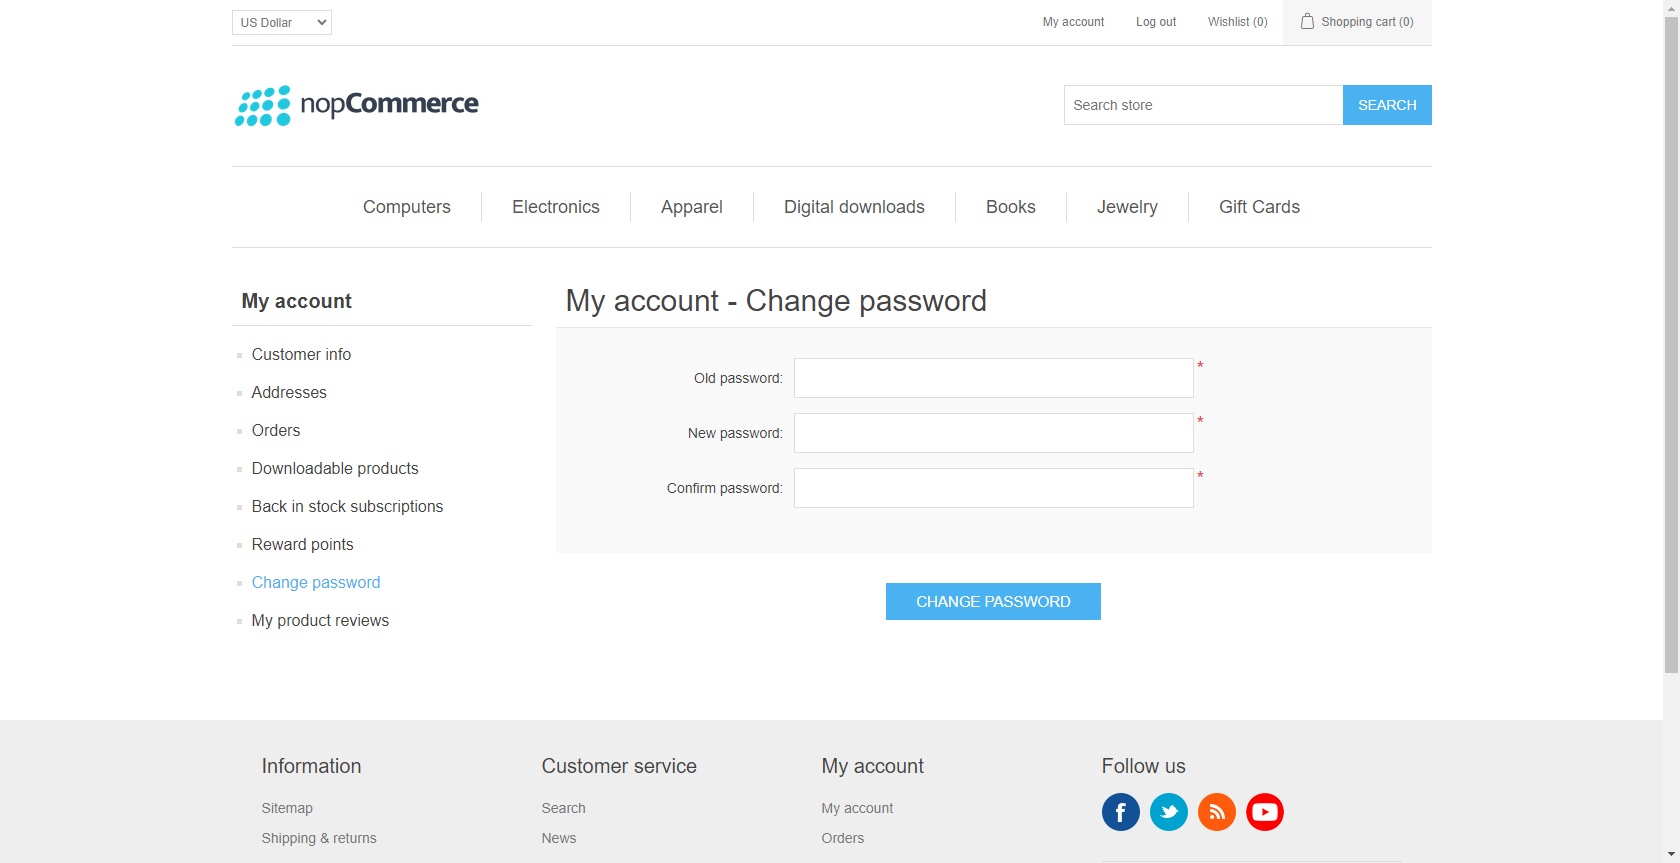 US Dollar
My account
Log out
Wishlist (0)
Shopping cart (0)
nopCommerce
Search store
SEARCH
Computers
Electronics
Apparel
Digital downloads
Books
Jewelry
Gift Cards
My account
Customer info
Addresses
Orders
Downloadable products
Back in stock subscriptions
Reward points
Change password
My product reviews
My account - Change password
Old password:
*
New password:
*
Confirm password:
*
CHANGE PASSWORD
Information
Sitemap
Shipping & returns
Customer service
Search
News
My account
My account
Orders
Follow us